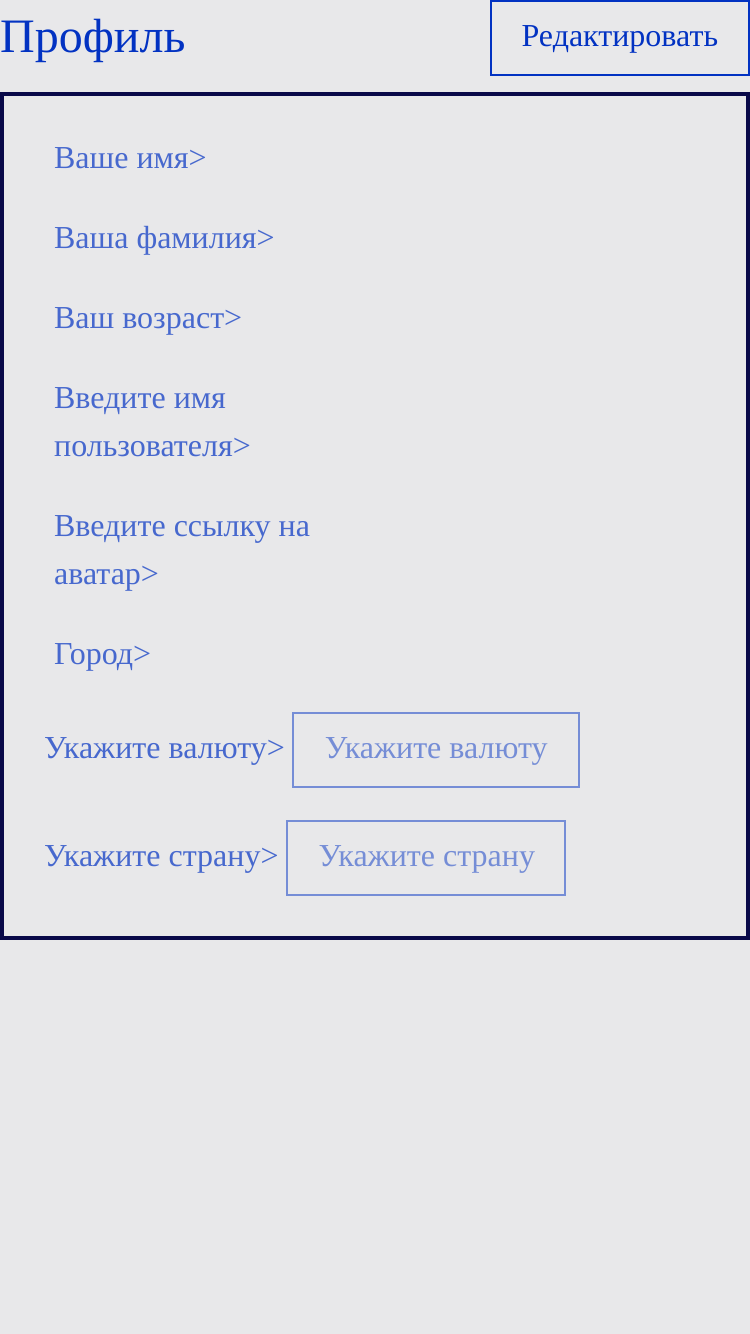 Профиль
Редактировать
Ваше имя>
Ваша фамилия>
Ваш возраст>
Введите имя
пользователя>
Введите ссылку на
аватар>
Город>
Укажите валюту> Укажите валюту
Укажите страну> Укажите страну